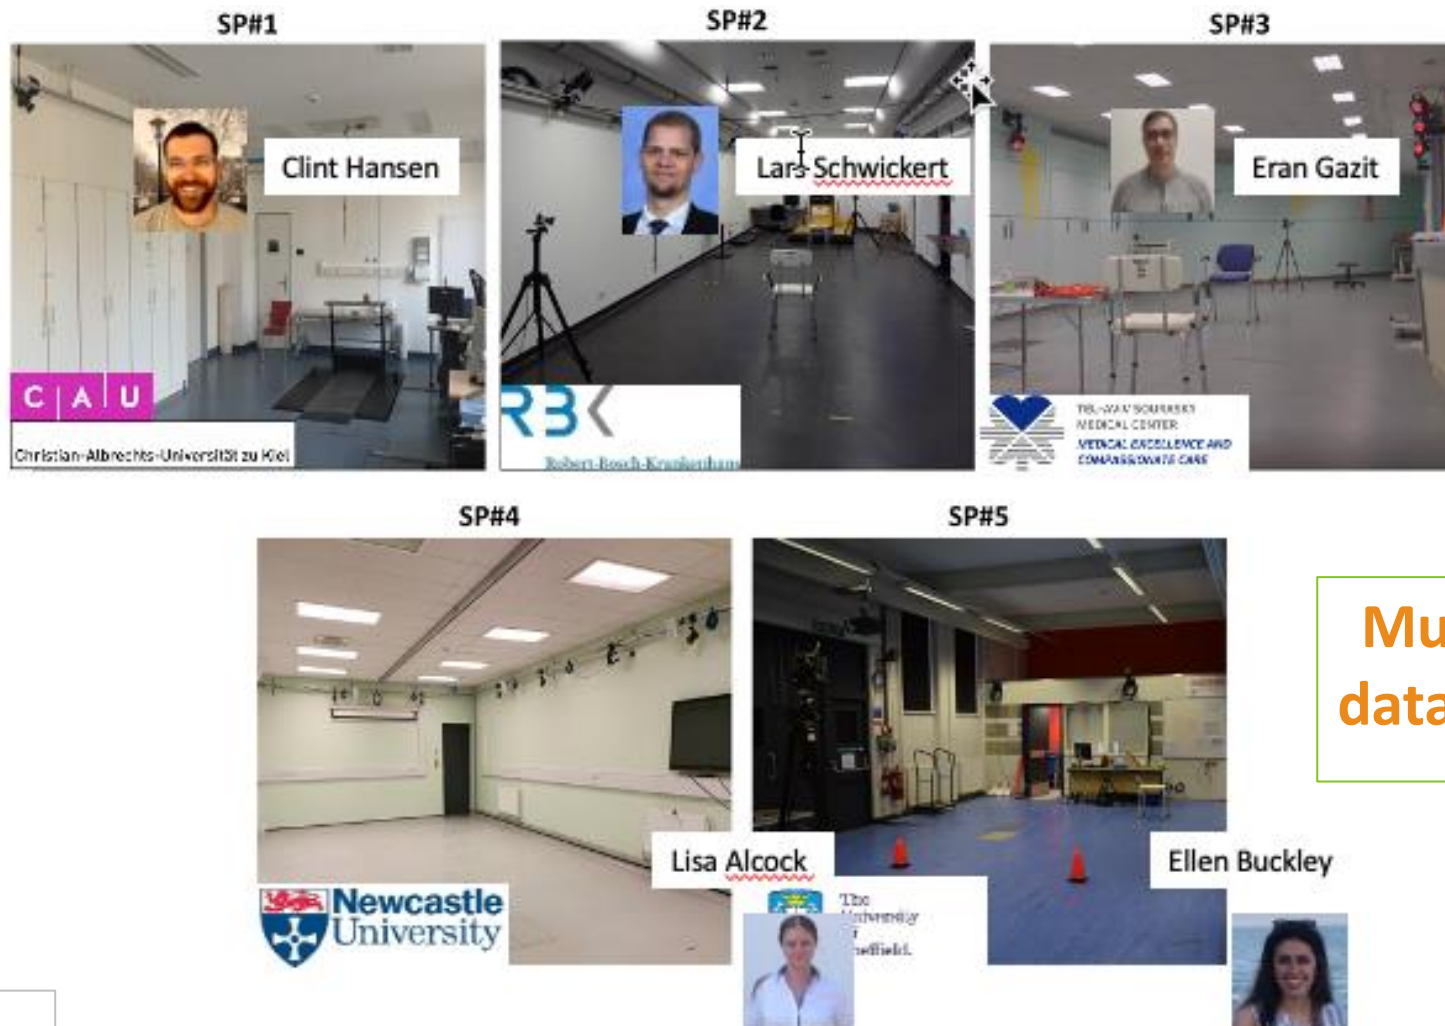 SP#1
SP#2
SP#3
Clint Hansen
Lars Schwickert
Eran Gazit
C A U
Christian-Albrechts-Universität zu Kiel
RBK
Robert-Bosch-Krankenhaus
TEL-AVIV SOURASKY
MEDICAL CENTER
MEDICAL EXCELLENCE AND
COMPASSIONATE CARE
SP#4
SP#5
Mu
data
Lisa Alcock
Ellen Buckley
Newcastle
University
The
University
Sheffield.